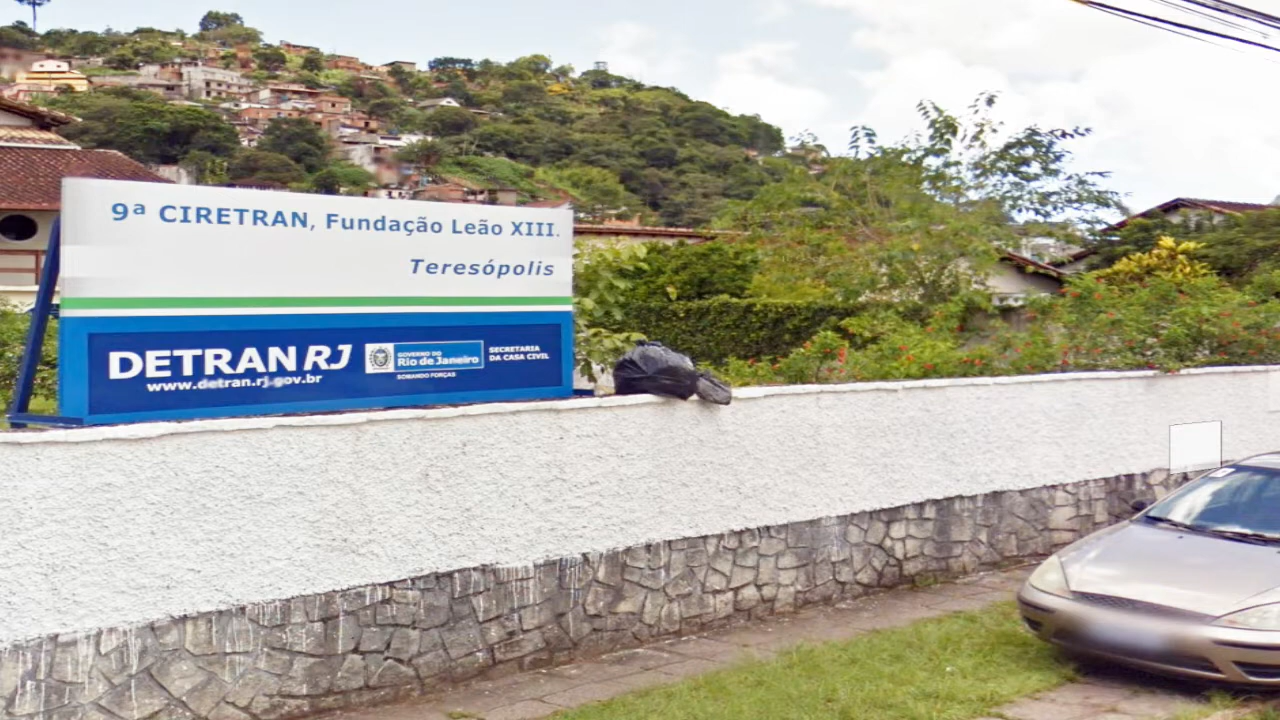 9ª CIRETRAN, Fundação Leão XIII.
Teresópolis
DETRAN RJ
www.detran.rj.gov.br
GOVERNO DO
Rio de Janeiro
SOMANDO FORÇAS
SECRETARIA
DA CASA CIVIL